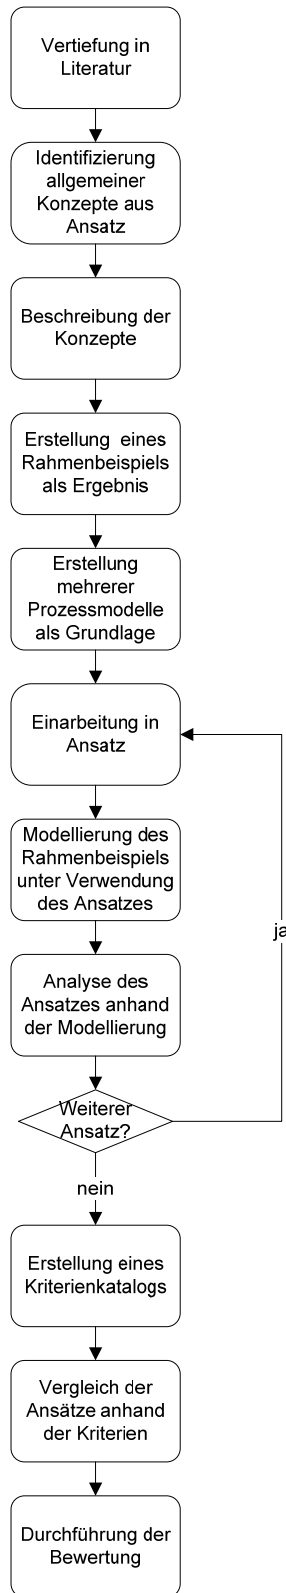 Vertiefung in
Literatur
Identifizierung
allgemeiner
Konzepte aus
Ansatz
Beschreibung der
Konzepte
Erstellung eines
Rahmenbeispiels
als Ergebnis
Erstellung
mehrerer
Prozessmodelle
als Grundlage
Einarbeitung in
Ansatz
Modellierung des
Rahmenbeispiels
unter Verwendung
des Ansatzes
ja
Analyse des
Ansatzes anhand
der Modellierung
Weiterer
Ansatz?
nein
Erstellung eines
Kriterienkatalogs
Vergleich der
Ansätze anhand
der Kriterien
Durchführung der
Bewertung